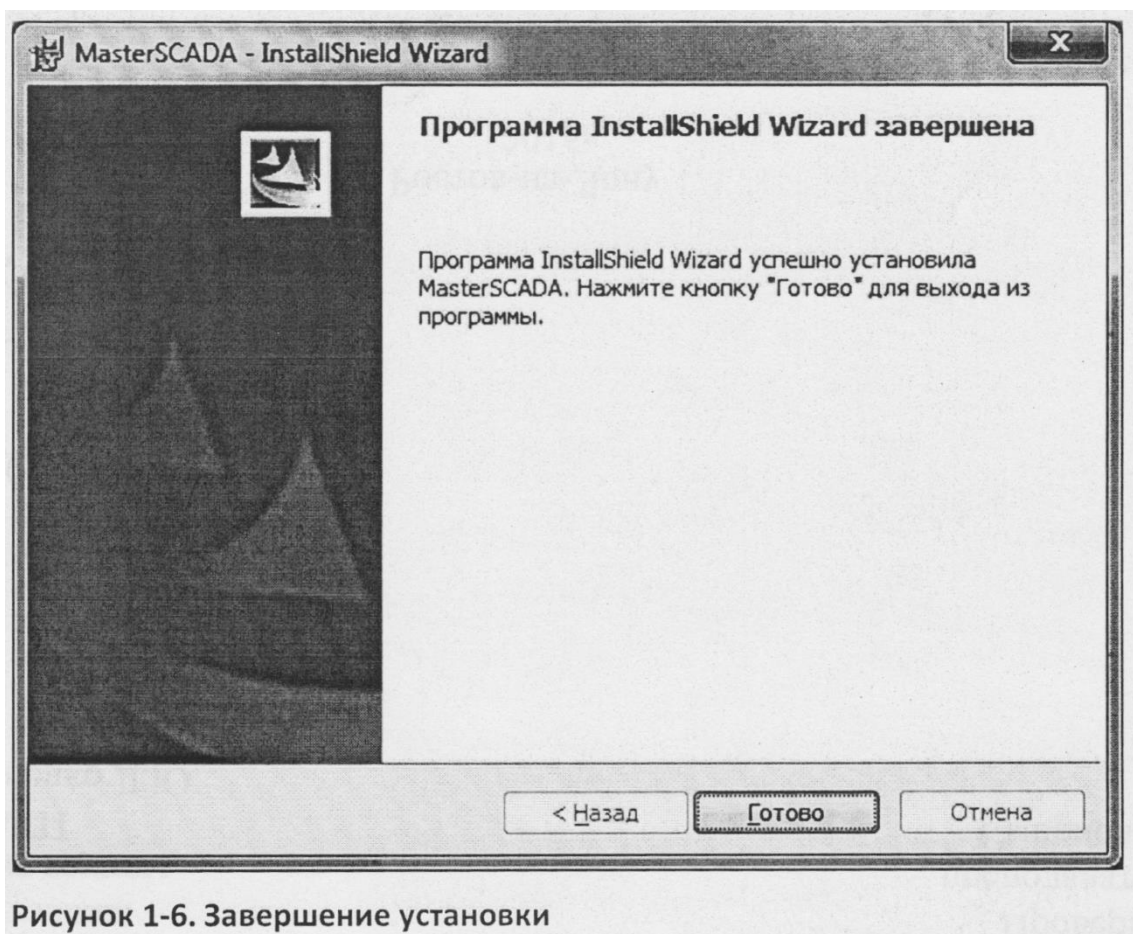 MasterSCADA - InstallShield Wizard
Программа InstallShield Wizard завершена
Программа InstallShield Wizard успешно установила
MasterSCADA. Нажмите кнопку "Готово" для выхода из
программы.
< Назад
Готово
Отмена
Рисунок 1-6. Завершение установки